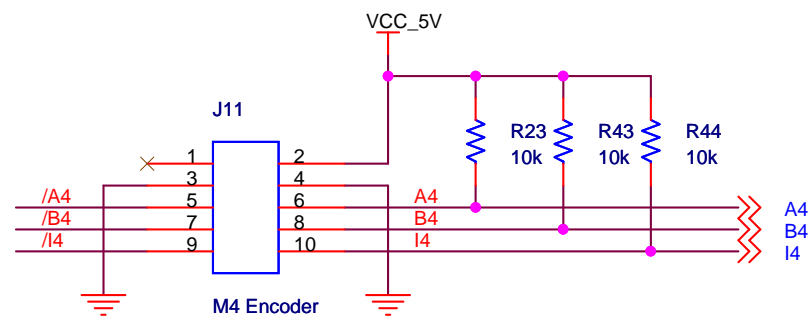 VCC_5V
J11
R23 R43 R44
10k 10k 10k
1 2
3 4
/A4 5 6 A4 A4
/B4 7 8 B4 B4
/I4 9 10 I4 I4
M4 Encoder